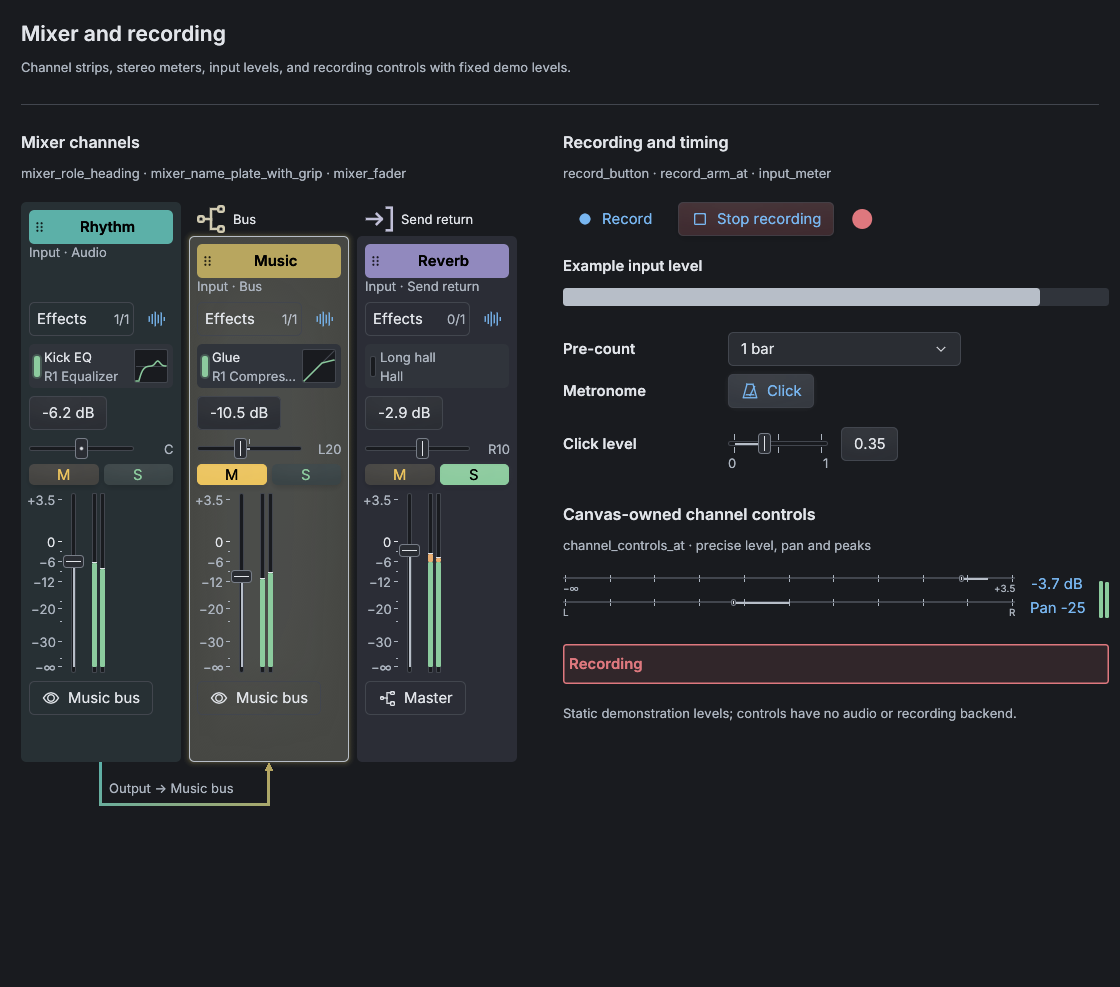 Mixer and recording
Channel strips, stereo meters, input levels, and recording controls with fixed demo levels.
Mixer channels
mixer_role_heading · mixer_name_plate_with_grip · mixer_fader
Rhythm
Input · Audio
Effects 1/1
Kick EQ
R1 Equalizer
-6.2 dB
C
M S
+3.5
0
−6
−12
−20
−30
−∞
Music bus
Bus
Music
Input · Bus
Effects 1/1
Glue
R1 Compres...
-10.5 dB
L20
M S
+3.5
0
−6
−12
−20
−30
−∞
Music bus
Send return
Reverb
Input · Send return
Effects 0/1
Long hall
Hall
-2.9 dB
R10
M S
+3.5
0
−6
−12
−20
−30
−∞
Master
Output → Music bus
Recording and timing
record_button · record_arm_at · input_meter
Record Stop recording
Example input level
Pre-count 1 bar
Metronome Click
Click level 0.35
0 1
Canvas-owned channel controls
channel_controls_at · precise level, pan and peaks
−∞ +3.5 -3.7 dB
L R Pan -25
Recording
Static demonstration levels; controls have no audio or recording backend.